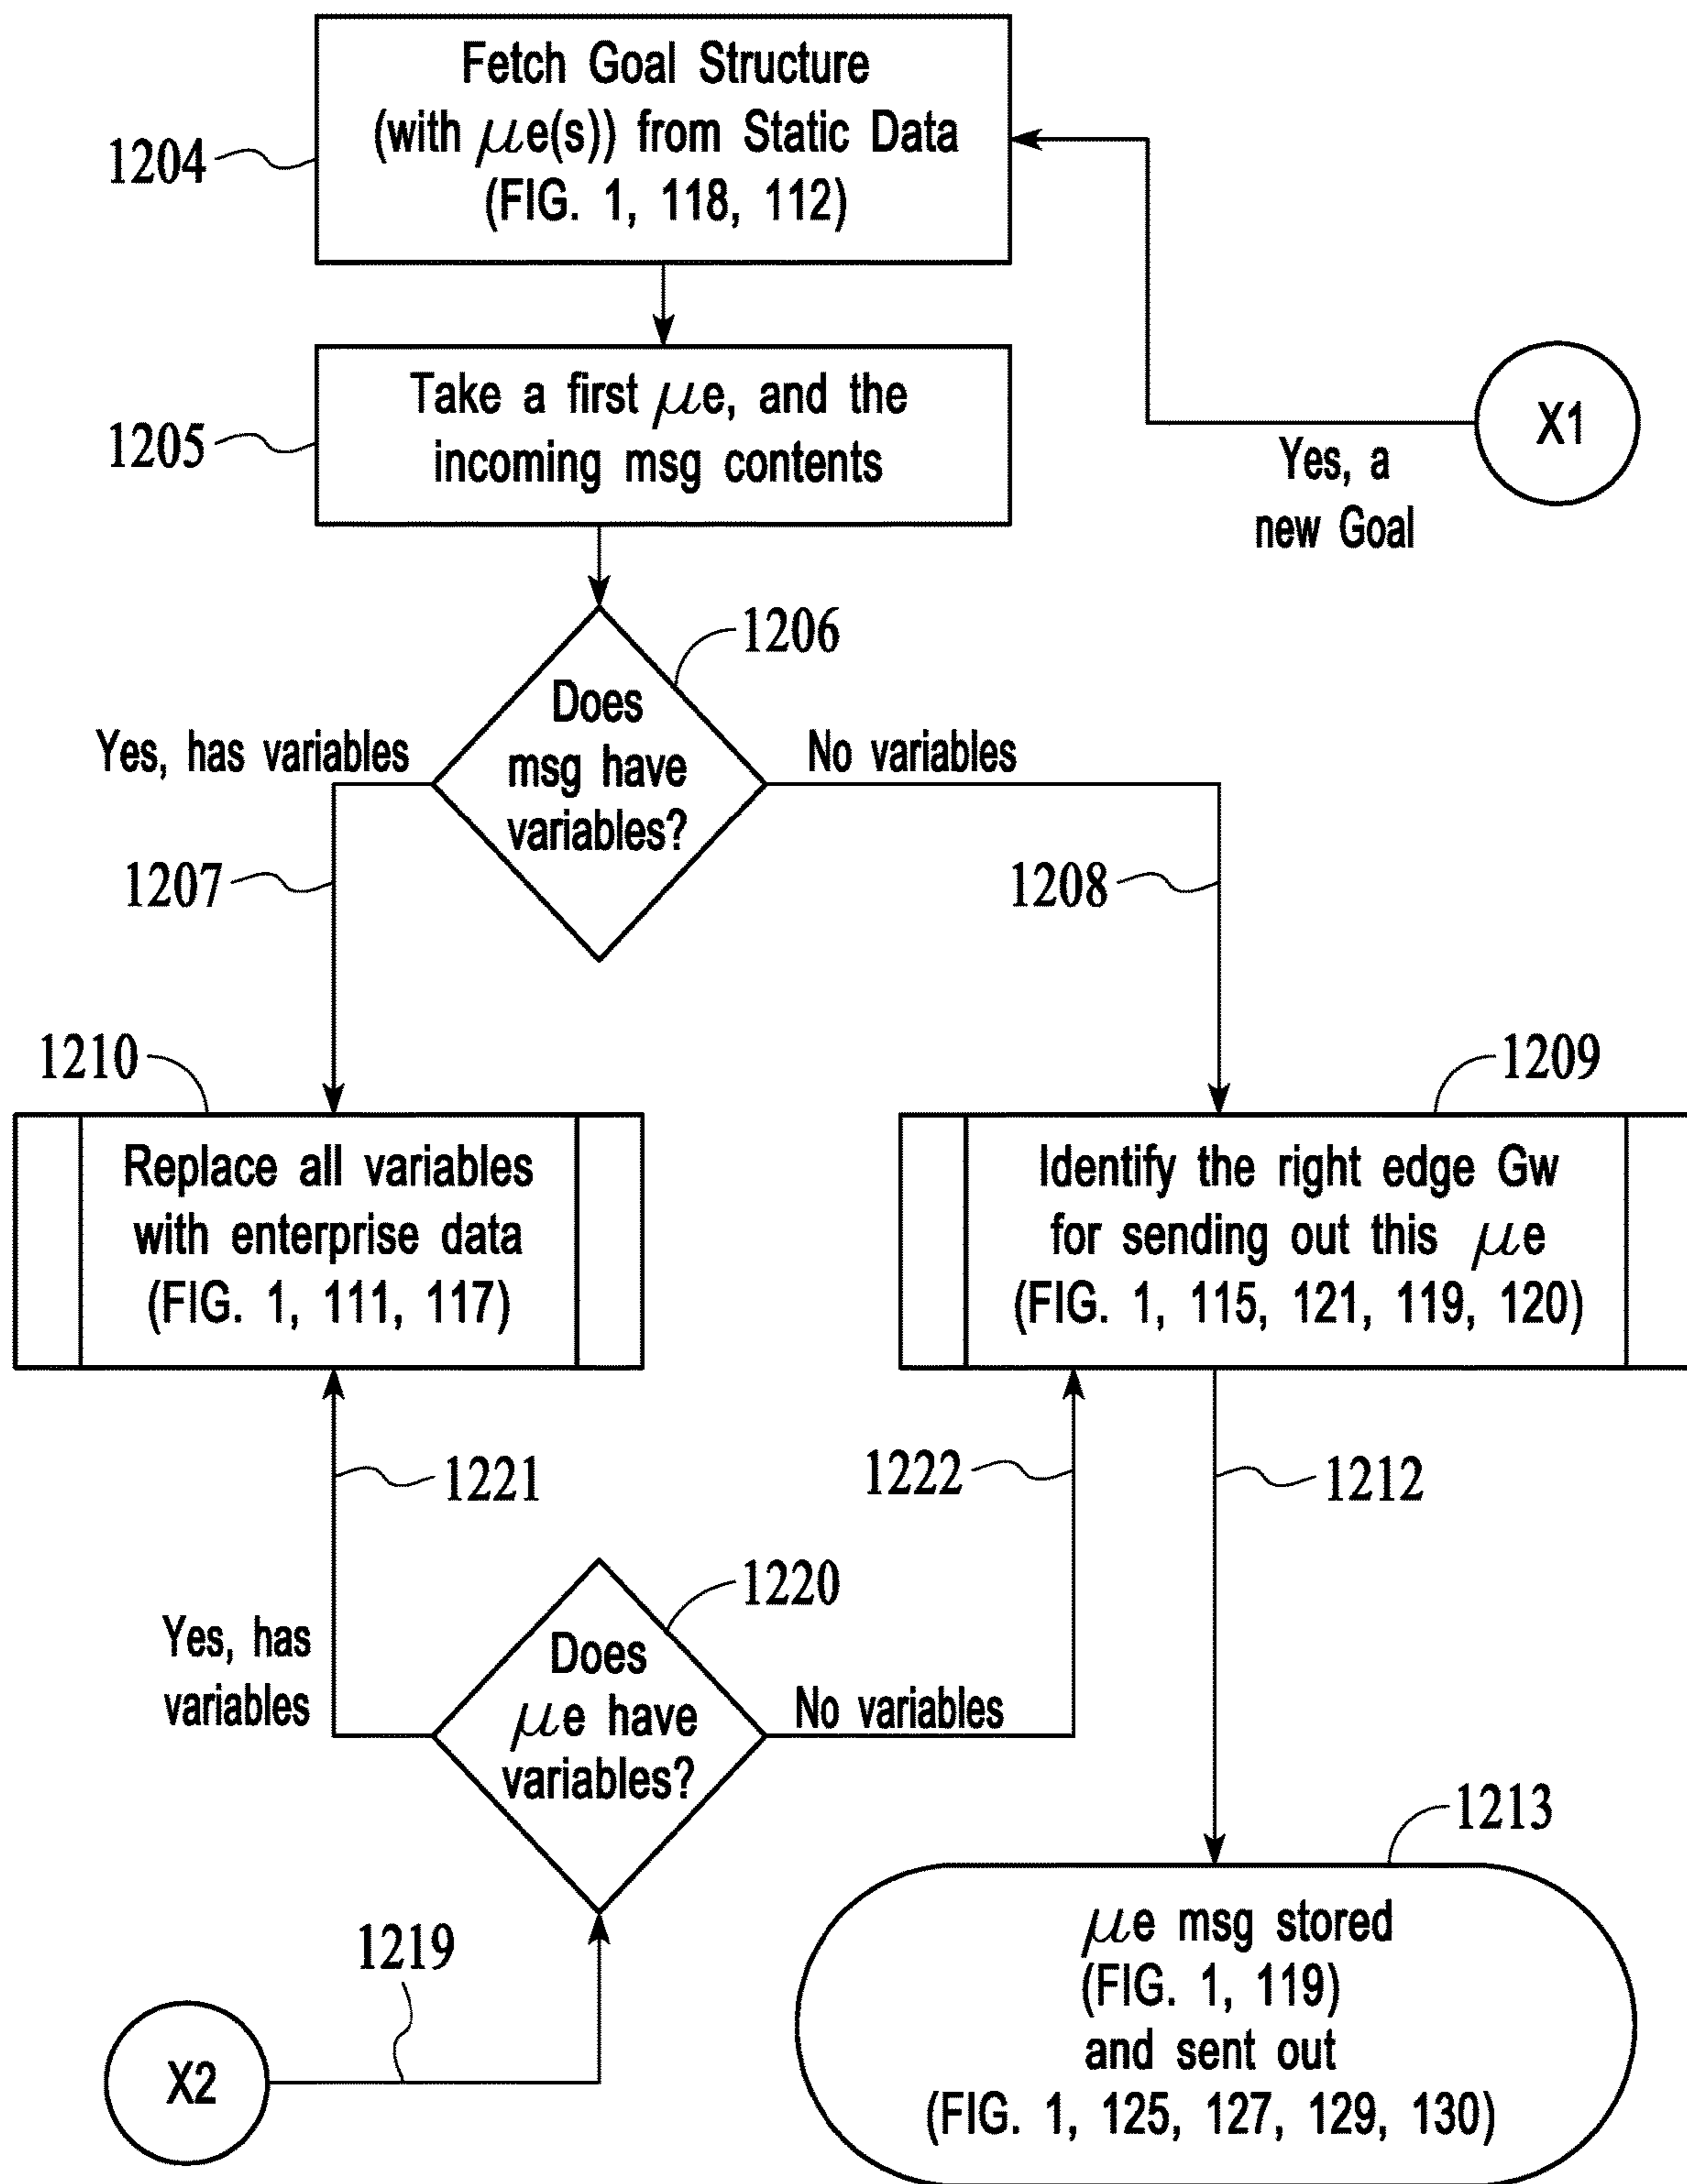 Fetch Goal Structure
(with μe(s)) from Static Data
(FIG. 1, 118, 112)
1204
Take a first μe, and the
incoming msg contents
1205
X1
Yes, a
new Goal
1206
Does
msg have
variables?
Yes, has variables
No variables
1207
1208
1210
1209
Replace all variables
with enterprise data
(FIG. 1, 111, 117)
Identify the right edge Gw
for sending out this μe
(FIG. 1, 115, 121, 119, 120)
1221
1222
1212
1220
Yes, has
variables
Does
μe have
variables?
No variables
1213
1219
X2
μe msg stored
(FIG. 1, 119)
and sent out
(FIG. 1, 125, 127, 129, 130)